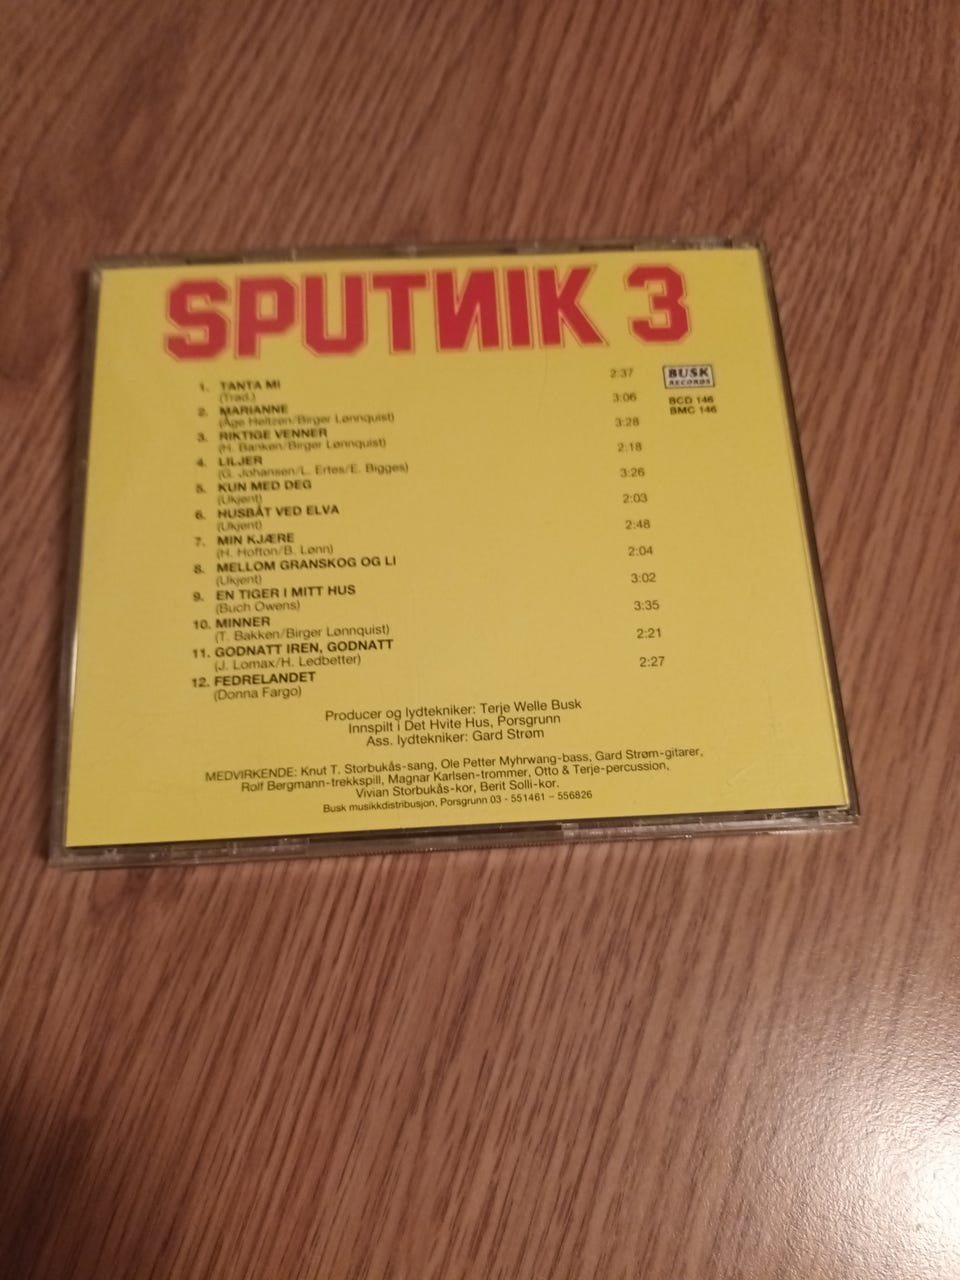 SPUTNIK 3
1. TANTA MI 2:37
(Trad.)
2. MARIANNE 3:06
(Åge Heltzen/Birger Lønnquist)
3. RIKTIGE VENNER 3:28
(H. Banken/Birger Lønnquist)
4. LILJER 2:18
(G. Johansen/L. Ertes/E. Bigges)
5. KUN MED DEG 3:26
(Ukjent)
6. HUSBÅT VED ELVA 2:03
(Ukjent)
7. MIN KJÆRE 2:48
(H. Hofton/B. Lønn)
8. MELLOM GRANSKOG OG LI 2:04
(Ukjent)
9. EN TIGER I MITT HUS 3:02
(Buch Owens)
10. MINNER 3:35
(T. Bakken/Birger Lønnquist)
11. GODNATT IREN, GODNATT 2:21
(J. Lomax/H. Ledbetter)
12. FEDRELANDET 2:27
(Donna Fargo)
BUSK
RECORDS
BCD 146
BMC 146
Producer og lydtekniker: Terje Welle Busk
Innspilt i Det Hvite Hus, Porsgrunn
Ass. lydtekniker: Gard Strøm
MEDVIRKENDE: Knut T. Storbukås-sang, Ole Petter Myhrwang-bass, Gard Strøm-gitarer,
Rolf Bergmann-trekkspill, Magnar Karlsen-trommer, Otto & Terje-percussion,
Vivian Storbukås-kor, Berit Solli-kor.
Busk musikkdistribusjon, Porsgrunn 03 - 551461 – 556826